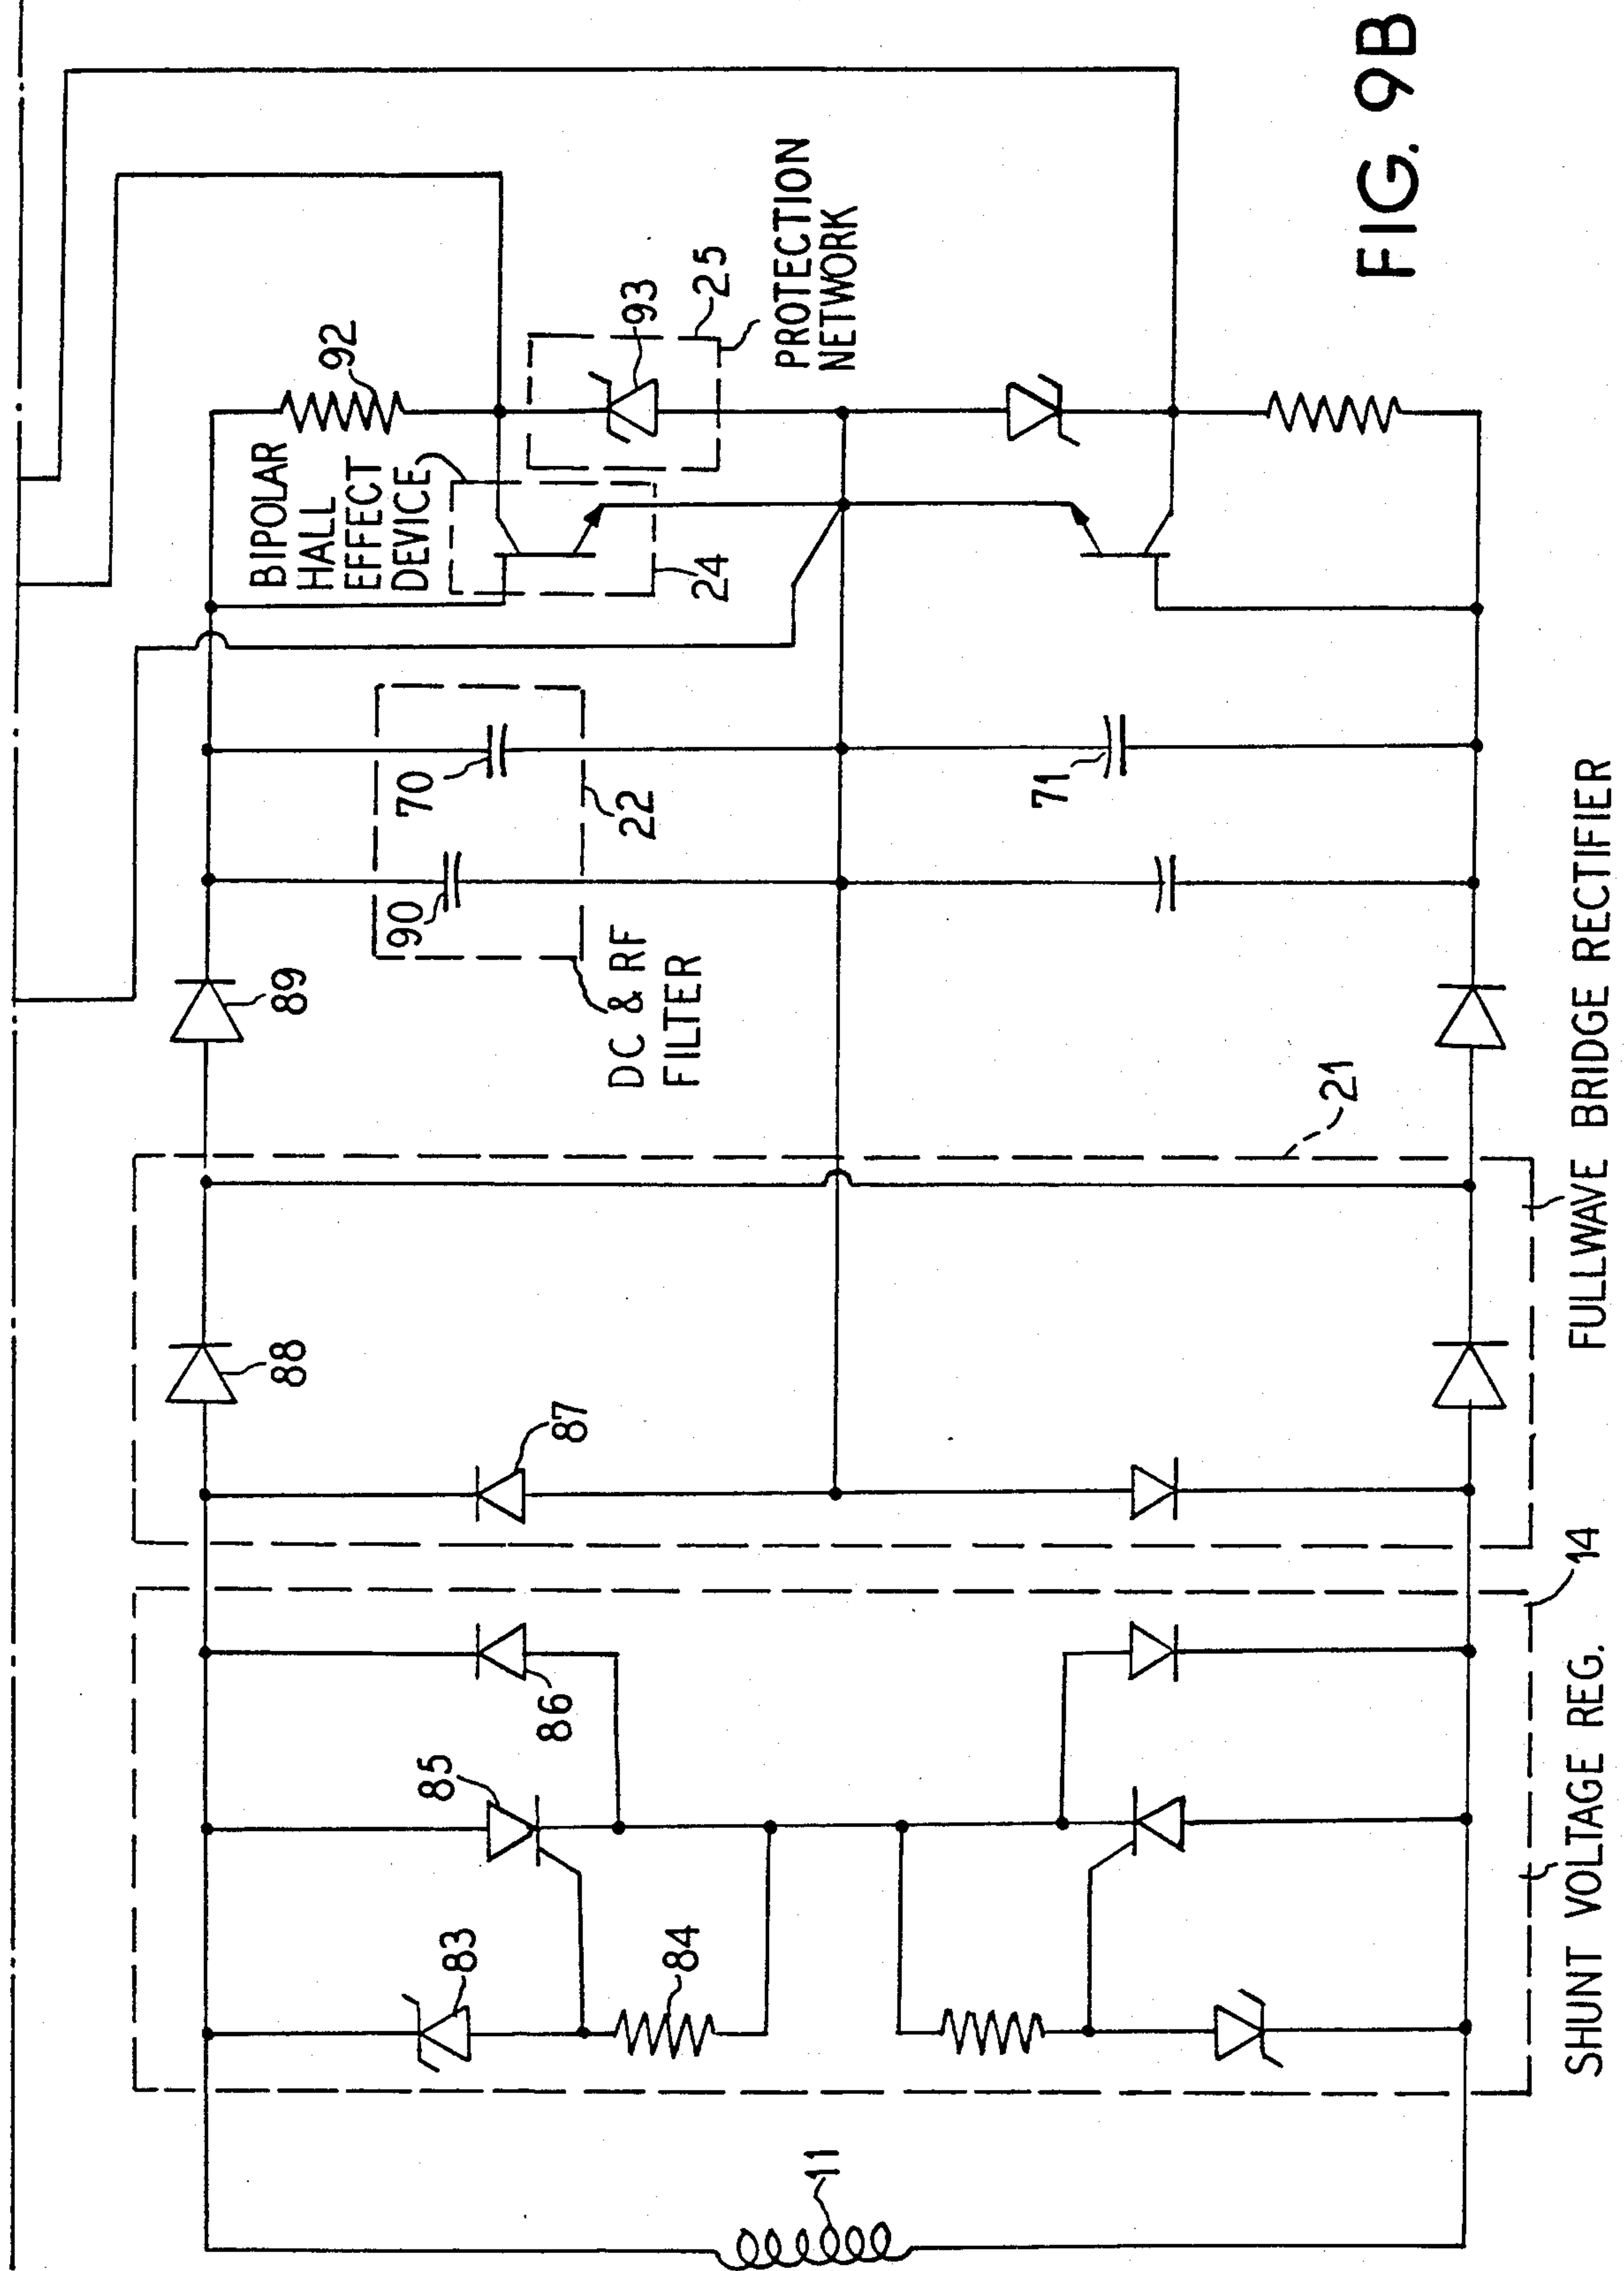 11
SHUNT VOLTAGE REG.
14
83
84
85
86
FULLWAVE BRIDGE RECTIFIER
21
87
88
89
DC & RF
FILTER
22
90
70
71
BIPOLAR
HALL
EFFECT
DEVICE
24
92
93
25
PROTECTION
NETWORK
FIG. 9B